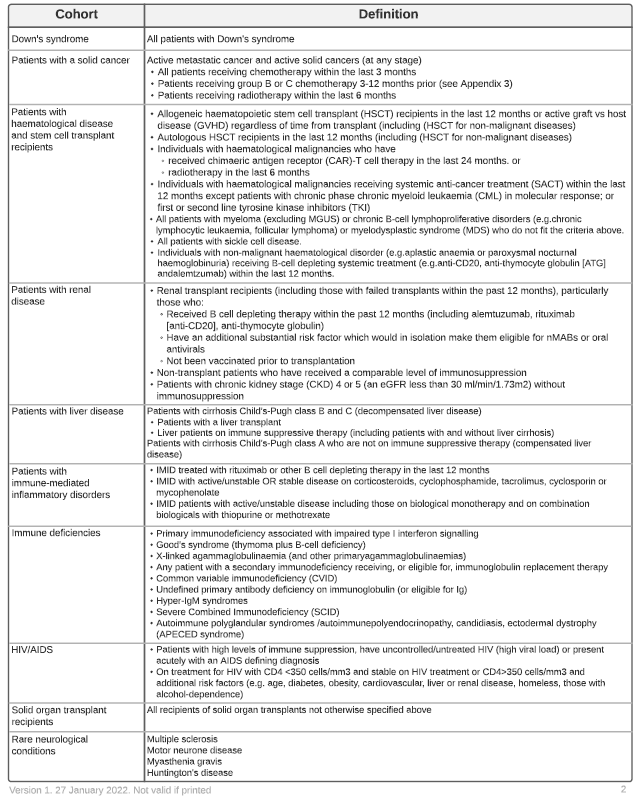 Cohort
Definition
Down's syndrome
All patients with Down's syndrome
Patients with a solid cancer
Active metastatic cancer and active solid cancers (at any stage)
• All patients receiving chemotherapy within the last 3 months
• Patients receiving group B or C chemotherapy 3-12 months prior (see Appendix 3)
• Patients receiving radiotherapy within the last 6 months
Patients with
haematological disease
and stem cell transplant
recipients
• Allogeneic haematopoietic stem cell transplant (HSCT) recipients in the last 12 months or active graft vs host
disease (GVHD) regardless of time from transplant (including (HSCT for non-malignant diseases)
• Autologous HSCT recipients in the last 12 months (including (HSCT for non-malignant diseases)
• Individuals with haematological malignancies who have
◦ received chimaeric antigen receptor (CAR)-T cell therapy in the last 24 months. or
◦ radiotherapy in the last 6 months
• Individuals with haematological malignancies receiving systemic anti-cancer treatment (SACT) within the last
12 months except patients with chronic phase chronic myeloid leukaemia (CML) in molecular response; or
first or second line tyrosine kinase inhibitors (TKI)
• All patients with myeloma (excluding MGUS) or chronic B-cell lymphoproliferative disorders (e.g.chronic
lymphocytic leukaemia, follicular lymphoma) or myelodysplastic syndrome (MDS) who do not fit the criteria above.
• All patients with sickle cell disease.
• Individuals with non-malignant haematological disorder (e.g.aplastic anaemia or paroxysmal nocturnal
haemoglobinuria) receiving B-cell depleting systemic treatment (e.g.anti-CD20, anti-thymocyte globulin [ATG]
andalemtzumab) within the last 12 months.
Patients with renal
disease
• Renal transplant recipients (including those with failed transplants within the past 12 months), particularly
those who:
◦ Received B cell depleting therapy within the past 12 months (including alemtuzumab, rituximab
[anti-CD20], anti-thymocyte globulin)
◦ Have an additional substantial risk factor which would in isolation make them eligible for nMABs or oral
antivirals
◦ Not been vaccinated prior to transplantation
• Non-transplant patients who have received a comparable level of immunosuppression
• Patients with chronic kidney stage (CKD) 4 or 5 (an eGFR less than 30 ml/min/1.73m2) without
immunosuppression
Patients with liver disease
Patients with cirrhosis Child's-Pugh class B and C (decompensated liver disease)
• Patients with a liver transplant
• Liver patients on immune suppressive therapy (including patients with and without liver cirrhosis)
Patients with cirrhosis Child's-Pugh class A who are not on immune suppressive therapy (compensated liver
disease)
Patients with
immune-mediated
inflammatory disorders
• IMID treated with rituximab or other B cell depleting therapy in the last 12 months
• IMID with active/unstable OR stable disease on corticosteroids, cyclophosphamide, tacrolimus, cyclosporin or
mycophenolate
• IMID patients with active/unstable disease including those on biological monotherapy and on combination
biologicals with thiopurine or methotrexate
Immune deficiencies
• Primary immunodeficiency associated with impaired type I interferon signalling
• Good's syndrome (thymoma plus B-cell deficiency)
• X-linked agammaglobulinaemia (and other primaryagammaglobulinaemias)
• Any patient with a secondary immunodeficiency receiving, or eligible for, immunoglobulin replacement therapy
• Common variable immunodeficiency (CVID)
• Undefined primary antibody deficiency on immunoglobulin (or eligible for Ig)
• Hyper-IgM syndromes
• Severe Combined Immunodeficiency (SCID)
• Autoimmune polyglandular syndromes /autoimmunepolyendocrinopathy, candidiasis, ectodermal dystrophy
(APECED syndrome)
HIV/AIDS
• Patients with high levels of immune suppression, have uncontrolled/untreated HIV (high viral load) or present
acutely with an AIDS defining diagnosis
• On treatment for HIV with CD4 <350 cells/mm3 and stable on HIV treatment or CD4>350 cells/mm3 and
additional risk factors (e.g. age, diabetes, obesity, cardiovascular, liver or renal disease, homeless, those with
alcohol-dependence)
Solid organ transplant
recipients
All recipients of solid organ transplants not otherwise specified above
Rare neurological
conditions
Multiple sclerosis
Motor neurone disease
Myasthenia gravis
Huntington's disease
Version 1. 27 January 2022. Not valid if printed
2